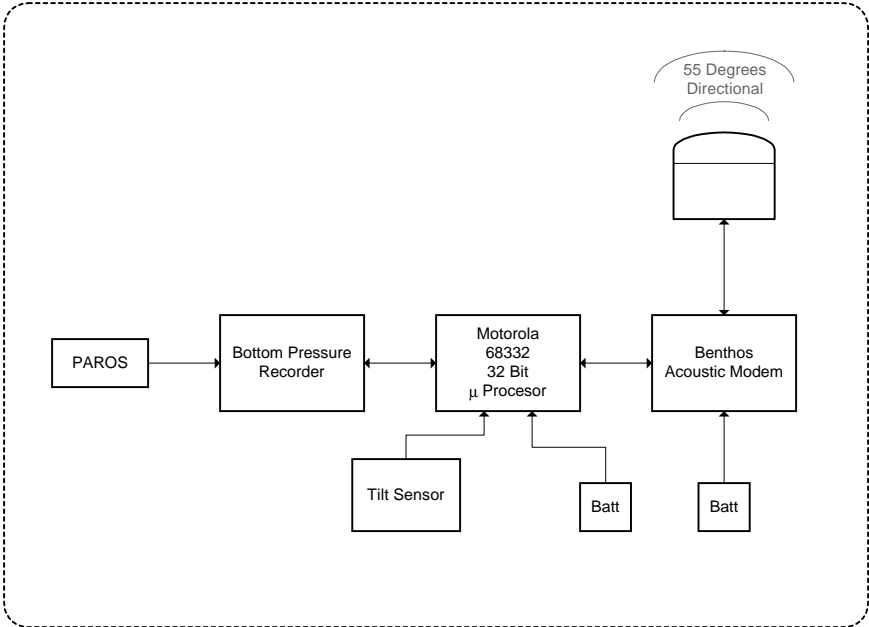 55 Degrees
Directional
PAROS
Bottom Pressure
Recorder
Motorola
68332
32 Bit
μ Procesor
Benthos
Acoustic Modem
Tilt Sensor
Batt
Batt